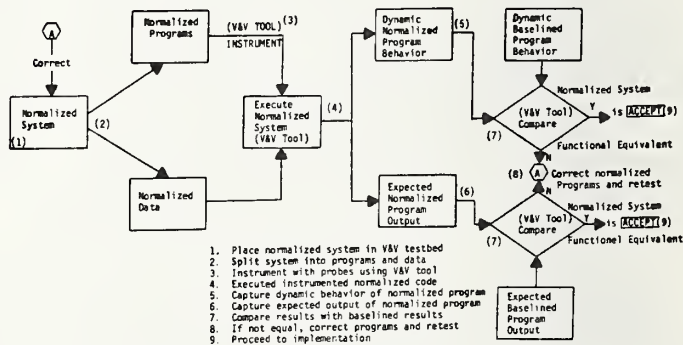 A
Correct
Normalized
System
(1)
(2)
Normalized
Programs
(V&V TOOL)
INSTRUMENT
(3)
Normalized
Data
Execute
Normalized
System
(V&V Tool)
(4)
Dynamic
Normalized
Program
Behavior
(5)
Dynamic
Baselined
Program
Behavior
(V&V Tool)
Compare
(7)
Normalized System
Y
is ACCEPT(9)
Functional Equivalent
N
(8) A Correct normalized
Programs and retest
N
Expected
Normalized
Program
Output
(6)
(V&V Tool)
Compare
(7)
Normalized System
Y
is ACCEPT(9)
Functionel Equivalent
Expected
Baselined
Program
Output
1. Place normalized system in V&V testbed
2. Split system into programs and data
3. Instrument with probes using V&V tool
4. Executed instrumented normalized code
5. Capture dynamic behavior of normalized program
6. Capture expected output of normalized program
7. Compare results with baselined results
8. If not equal, correct programs and retest
9. Proceed to implementation